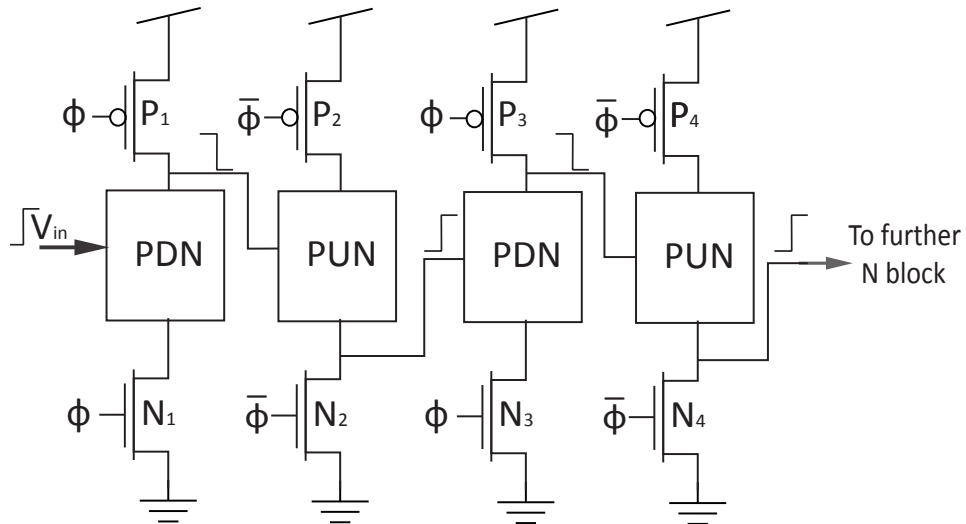 ϕ P1
ϕ̅ P2
ϕ P3
ϕ̅ P4
Vin
PDN
PUN
PDN
PUN
To further
N block
ϕ N1
ϕ̅ N2
ϕ N3
ϕ̅ N4